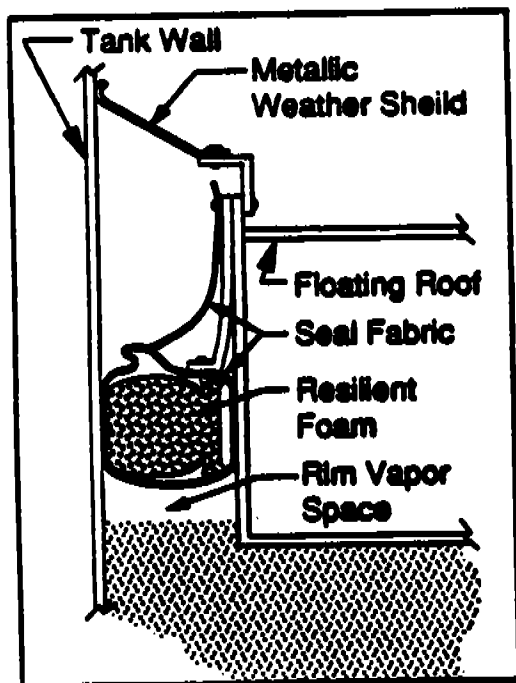 Tank Wall
Metallic
Weather Sheild
Floating Roof
Seal Fabric
Resilient
Foam
Rim Vapor
Space